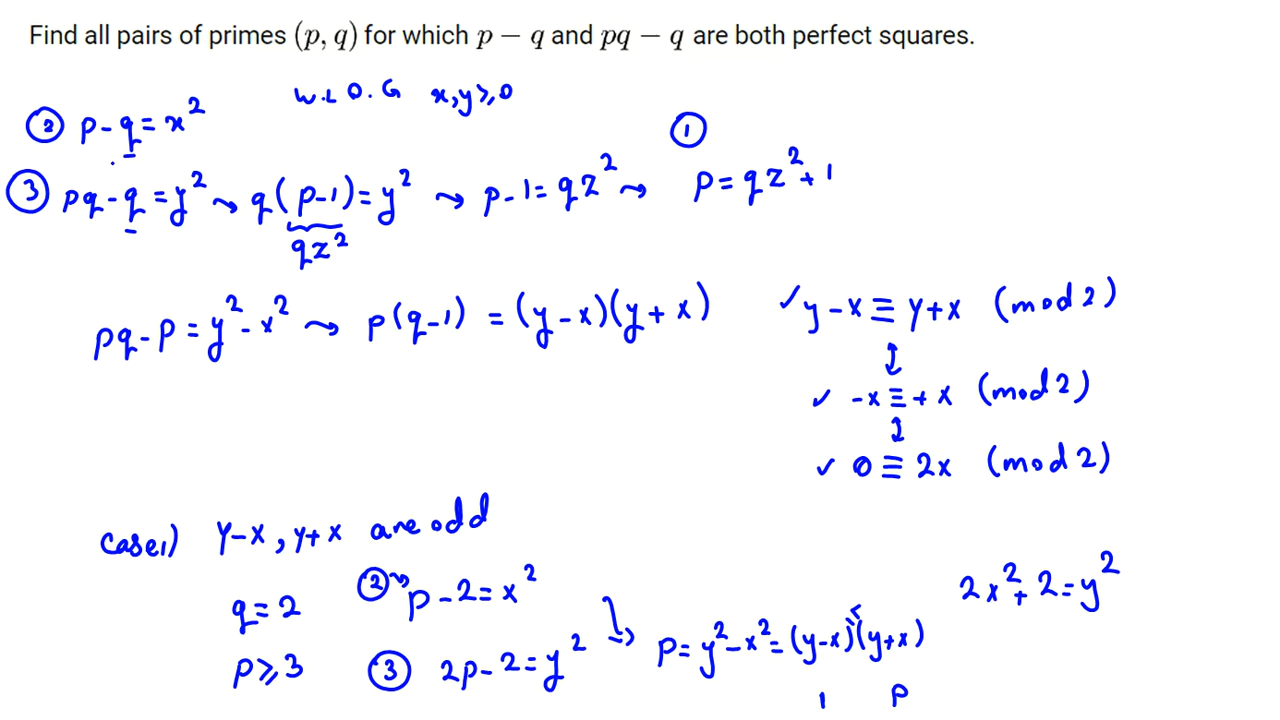 Find all pairs of primes (p, q) for which p − q and pq − q are both perfect squares.
W.L.O.G x,y⩾0
② p-q=x²
①
③ pq-q=y² ⇝ q(p-1)=y² ⇝ p-1=qz² ⇝ p=qz²+1
qz²
pq-p=y²-x² ⇝ p(q-1) = (y-x)(y+x) ✓y-x≡y+x (mod 2)
↕
✓ -x≡+x (mod 2)
↕
✓ 0≡2x (mod 2)
Case1) y-x, y+x are odd
q=2 ②⇝ p-2=x² 2x²+2=y²
p⩾3 ③ 2p-2=y² ↳ p=y²-x²=(y-x)<(y+x)
1 p